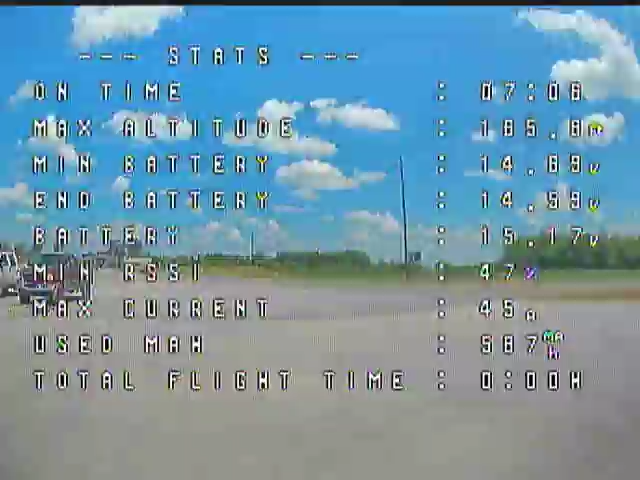 --- STATS ---
ON TIME : 07:08
MAX ALTITUDE : 185.8M
MIN BATTERY : 14.69V
END BATTERY : 14.99V
BATTERY : 15.17V
MIN RSSI : 47%
MAX CURRENT : 45A
USED MAH : 587MAH
TOTAL FLIGHT TIME : 0:00H